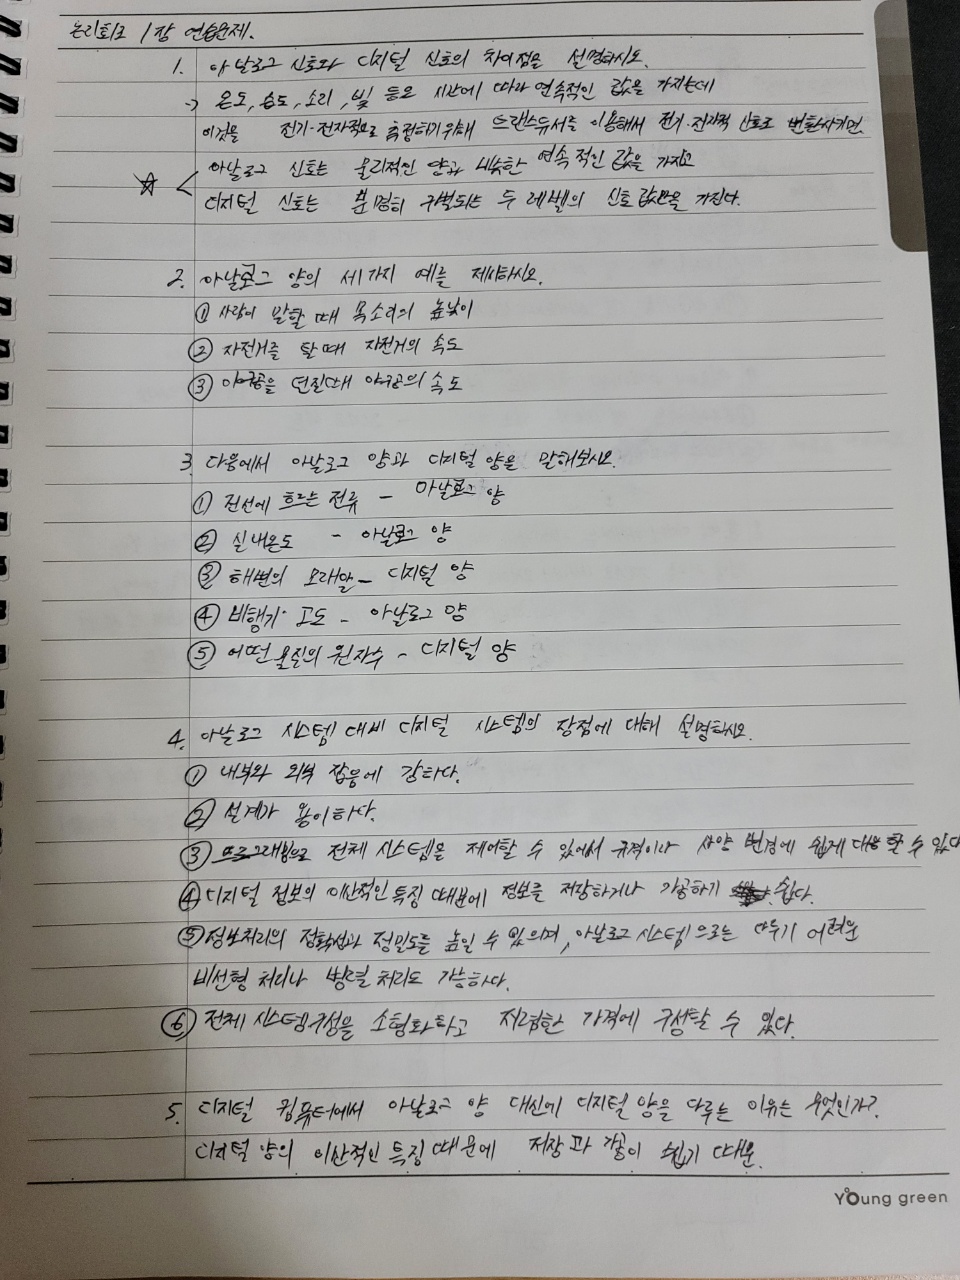 논리회로 1장 연습문제.
1. 아날로그 신호와 디지털 신호의 차이점을 설명하시오.
→ 온도, 습도, 소리, 빛 등은 시간에 따라 연속적인 값을 가지는데
이것을 전기·전자적으로 측정하기 위해 트랜스듀서를 이용해서 전기·전자적 신호로 변환시키면
☆ < 아날로그 신호는 물리적인 양과 비슷한 연속적인 값을 가지고
디지털 신호는 분명히 구별되는 두 레벨의 신호값만을 가진다.
2. 아날로그 양의 세가지 예를 제시하시오.
① 사람이 말할 때 목소리의 높낮이
② 자전거를 탈 때 자전거의 속도
③ 야구공을 던질때 야구공의 속도
3. 다음에서 아날로그 양과 디지털 양을 말해보시오.
① 전선에 흐르는 전류 - 아날로그 양
② 실내온도 - 아날로그 양
③ 해변의 모래알 - 디지털 양
④ 비행기 고도 - 아날로그 양
⑤ 어떤 물질의 원자수 - 디지털 양
4. 아날로그 시스템 대비 디지털 시스템의 장점에 대해 설명하시오.
① 내부와 외부 잡음에 강하다.
② 설계가 용이하다.
③ 프로그래밍으로 전체 시스템을 제어할 수 있어서 규격이나 사양 변경에 쉽게 대응 할 수 있다
④ 디지털 정보의 이산적인 특징 때문에 정보를 저장하거나 가공하기 쉽다.
⑤ 정보처리의 정확성과 정밀도를 높일 수 있으며, 아날로그 시스템으로는 다루기 어려운
비선형 처리나 병렬 처리도 가능하다.
⑥ 전체 시스템 구성을 소형화하고 저렴한 가격에 구성할 수 있다.
5. 디지털 컴퓨터에서 아날로그 양 대신에 디지털 양을 다루는 이유는 무엇인가?
디지털 양의 이산적인 특징 때문에 저장과 가공이 쉽기 때문.
Young green